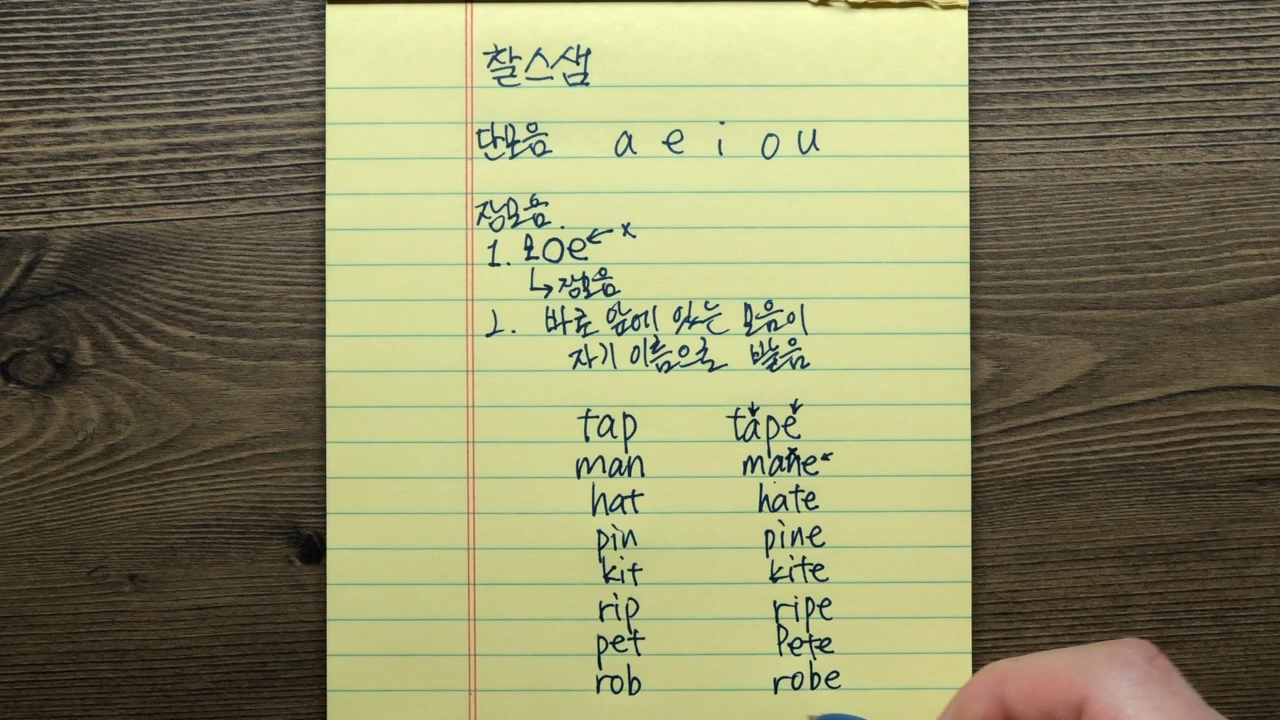 찰스샘
단모음 a e i o u
장모음.
1. 모O e ← x
↳ 장모음
2. 바로 앞에 있는 모음이
자기 이름으로 발음
tap tape
man mane
hat hate
pin pine
kit kite
rip ripe
pet Pete
rob robe